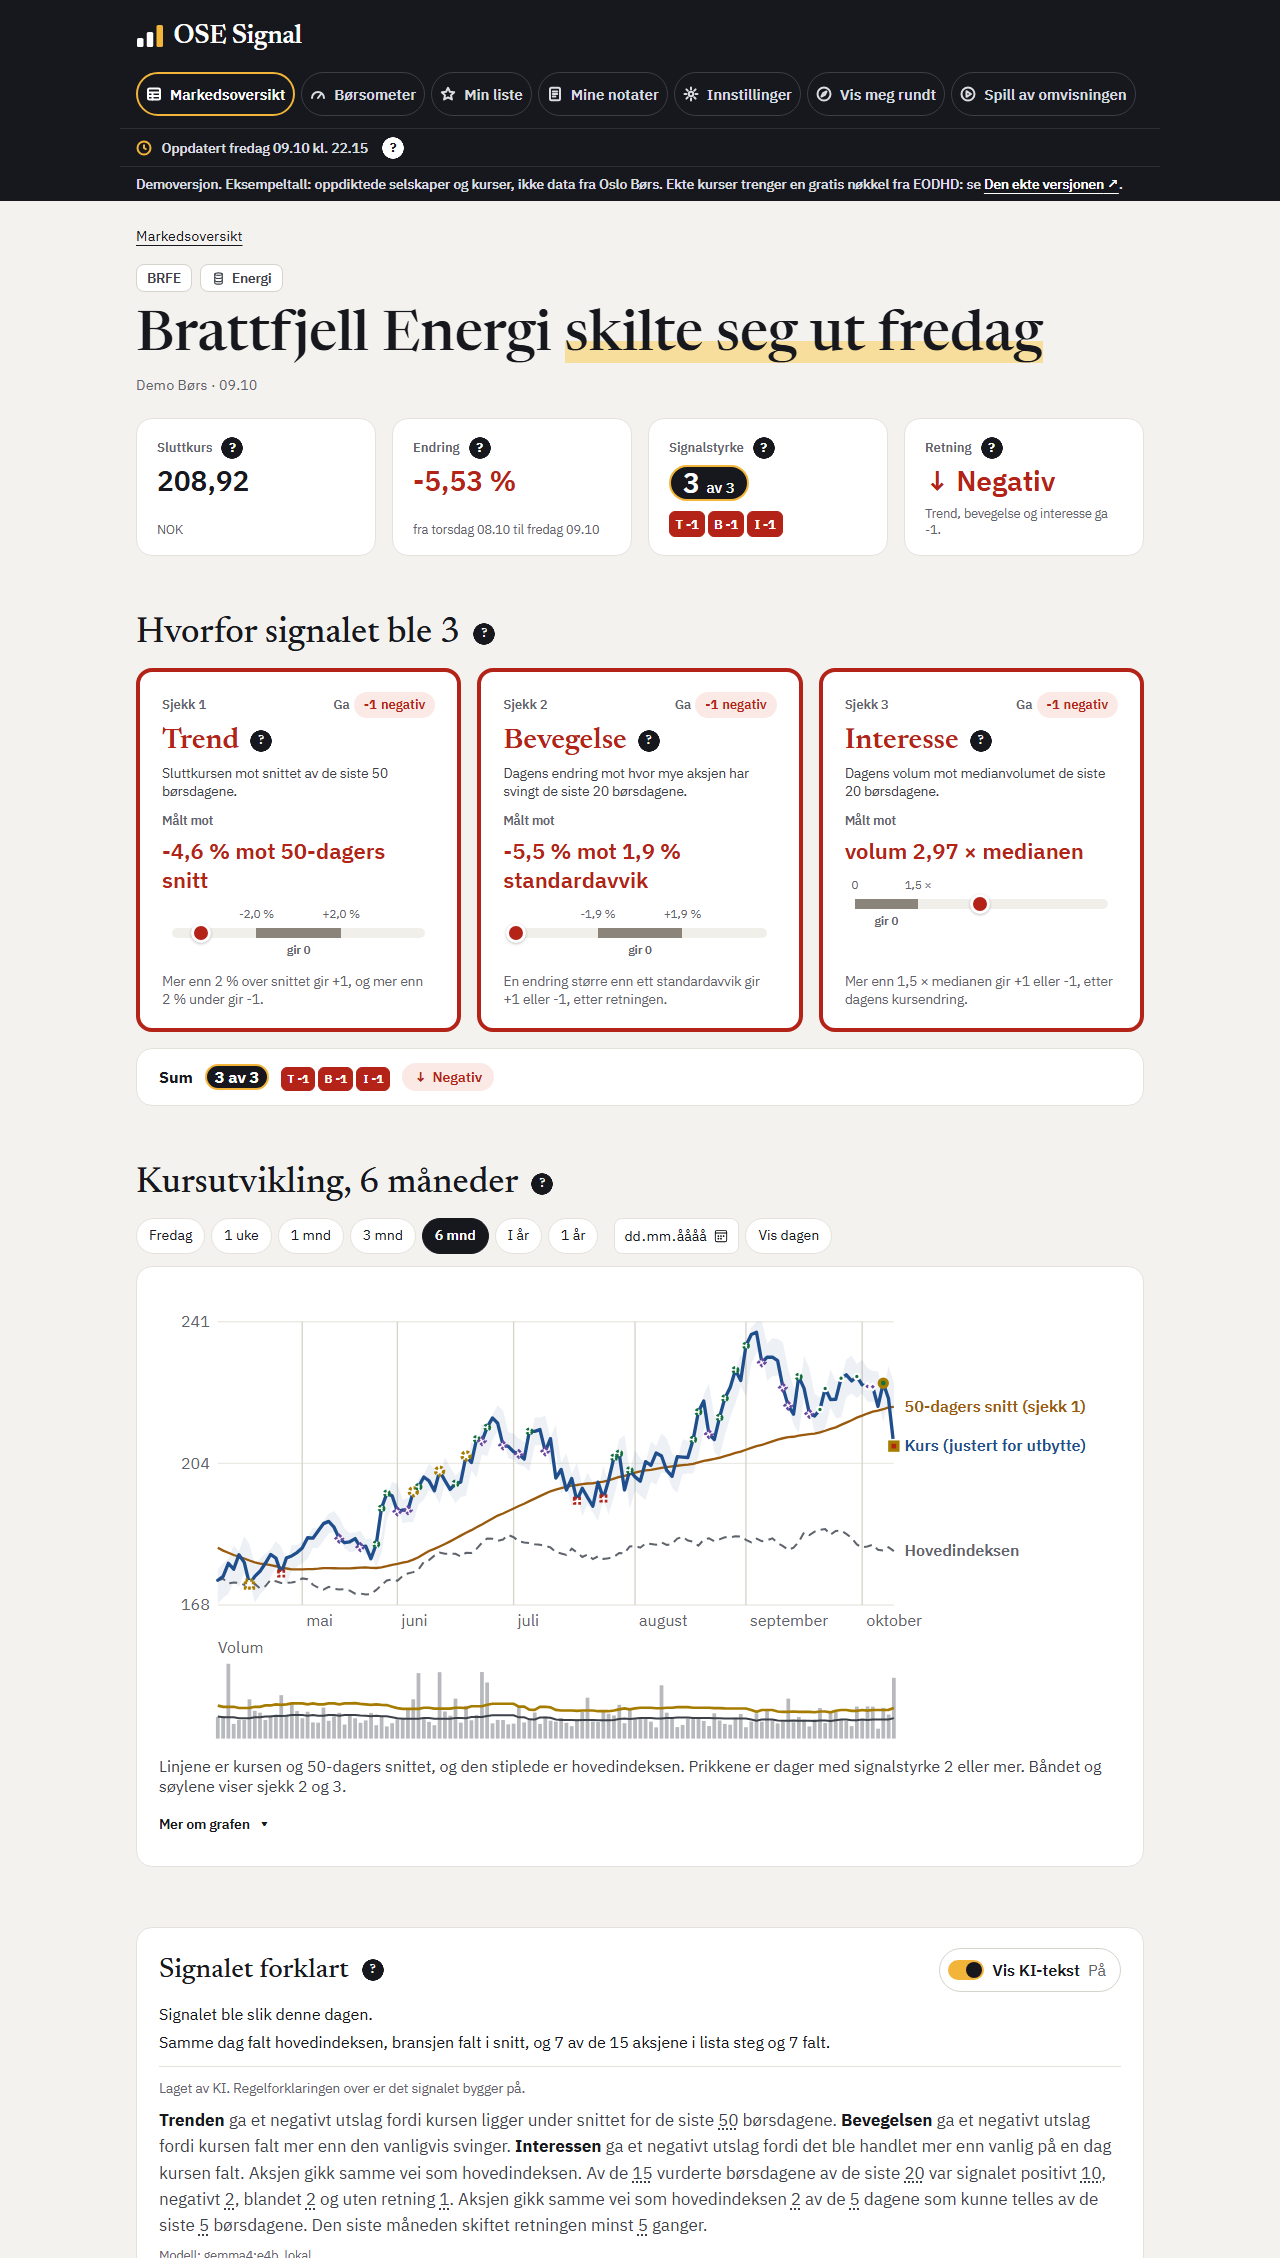 OSE Signal
Markedsoversikt
Børsometer
Min liste
Mine notater
Innstillinger
Vis meg rundt
Spill av omvisningen
Oppdatert fredag 09.10 kl. 22.15 ?
Demoversjon. Eksempeltall: oppdiktede selskaper og kurser, ikke data fra Oslo Børs. Ekte kurser trenger en gratis nøkkel fra EODHD: se Den ekte versjonen ↗.
Markedsoversikt
BRFE
Energi
Brattfjell Energi skilte seg ut fredag
Demo Børs · 09.10
Sluttkurs ?
208,92
NOK
Endring ?
-5,53 %
fra torsdag 08.10 til fredag 09.10
Signalstyrke ?
3 av 3
T -1 B -1 I -1
Retning ?
↓ Negativ
Trend, bevegelse og interesse ga
-1.
Hvorfor signalet ble 3 ?
Sjekk 1 Ga -1 negativ
Trend ?
Sluttkursen mot snittet av de siste 50
børsdagene.
Målt mot
-4,6 % mot 50-dagers
snitt
-2,0 % +2,0 %
gir 0
Mer enn 2 % over snittet gir +1, og mer enn
2 % under gir -1.
Sjekk 2 Ga -1 negativ
Bevegelse ?
Dagens endring mot hvor mye aksjen har
svingt de siste 20 børsdagene.
Målt mot
-5,5 % mot 1,9 %
standardavvik
-1,9 % +1,9 %
gir 0
En endring større enn ett standardavvik gir
+1 eller -1, etter retningen.
Sjekk 3 Ga -1 negativ
Interesse ?
Dagens volum mot medianvolumet de siste
20 børsdagene.
Målt mot
volum 2,97 × medianen
0 1,5 ×
gir 0
Mer enn 1,5 × medianen gir +1 eller -1, etter
dagens kursendring.
Sum 3 av 3 T -1 B -1 I -1 ↓ Negativ
Kursutvikling, 6 måneder ?
Fredag
1 uke
1 mnd
3 mnd
6 mnd
I år
1 år
dd.mm.åååå
Vis dagen
241
204
168
50-dagers snitt (sjekk 1)
Kurs (justert for utbytte)
Hovedindeksen
mai juni juli august september oktober
Volum
Linjene er kursen og 50-dagers snittet, og den stiplede er hovedindeksen. Prikkene er dager med signalstyrke 2 eller mer. Båndet og
søylene viser sjekk 2 og 3.
Mer om grafen
Signalet forklart ?
Vis KI-tekst På
Signalet ble slik denne dagen.
Samme dag falt hovedindeksen, bransjen falt i snitt, og 7 av de 15 aksjene i lista steg og 7 falt.
Laget av KI. Regelforklaringen over er det signalet bygger på.
Trenden ga et negativt utslag fordi kursen ligger under snittet for de siste 50 børsdagene. Bevegelsen ga et negativt utslag
fordi kursen falt mer enn den vanligvis svinger. Interessen ga et negativt utslag fordi det ble handlet mer enn vanlig på en dag
kursen falt. Aksjen gikk samme vei som hovedindeksen. Av de 15 vurderte børsdagene av de siste 20 var signalet positivt 10,
negativt 2, blandet 2 og uten retning 1. Aksjen gikk samme vei som hovedindeksen 2 av de 5 dagene som kunne telles av de
siste 5 børsdagene. Den siste måneden skiftet retningen minst 5 ganger.
Modell: gemma4:e4b, lokal